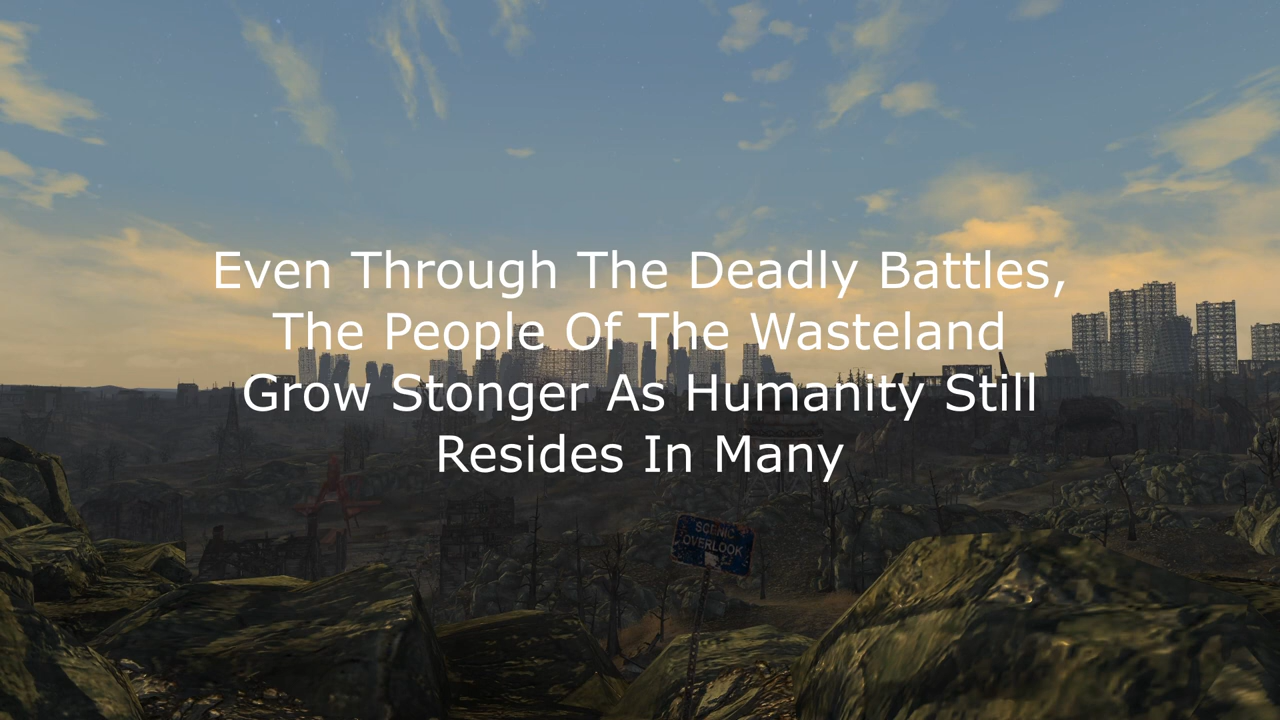 Even Through The Deadly Battles,
The People Of The Wasteland
Grow Stonger As Humanity Still
Resides In Many
SCENIC
OVERLOOK